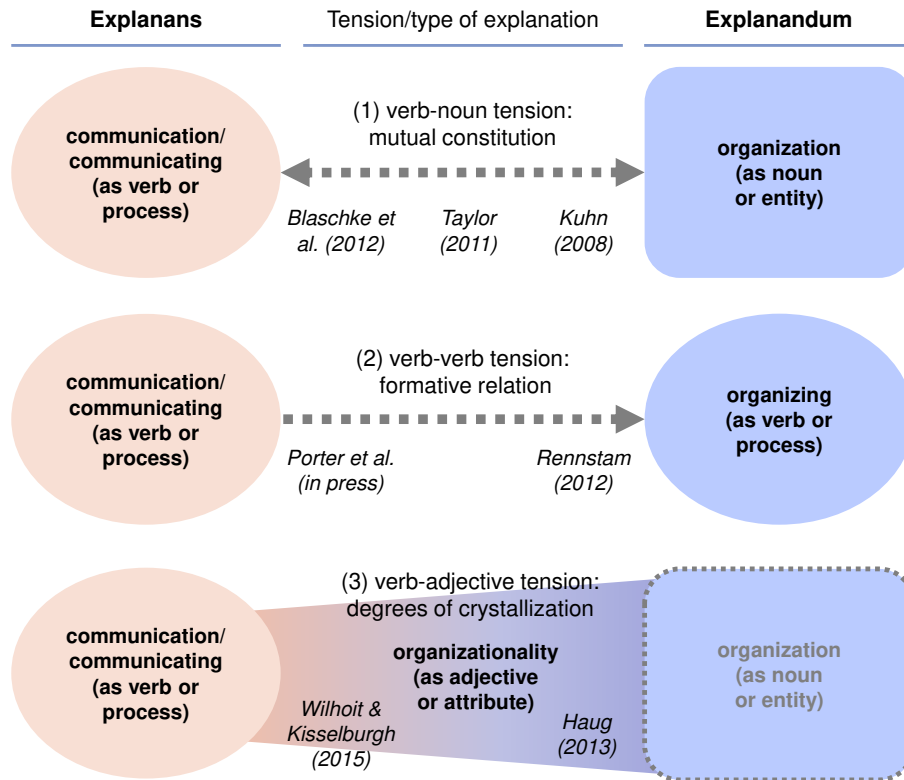 Explanans
Tension/type of explanation
Explanandum
communication/
communicating
(as verb or
process)
(1) verb-noun tension:
mutual constitution
Blaschke et
al. (2012)
Taylor
(2011)
Kuhn
(2008)
organization
(as noun
or entity)
communication/
communicating
(as verb or
process)
(2) verb-verb tension:
formative relation
Porter et al.
(in press)
Rennstam
(2012)
organizing
(as verb or
process)
communication/
communicating
(as verb or
process)
(3) verb-adjective tension:
degrees of crystallization
organizationality
(as adjective
or attribute)
Wilhoit &
Kisselburgh
(2015)
Haug
(2013)
organization
(as noun
or entity)